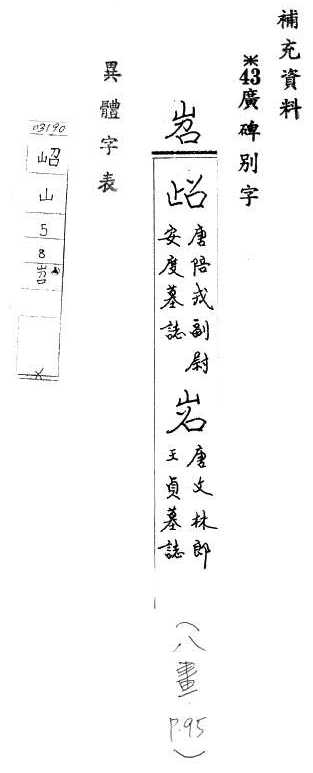 補充資料
※43廣碑別字
岧
唐陪戎副尉
安度墓誌
岩
唐文林郎
王貞墓誌
(八畫 P.95)
異體字表
03190
岹
山
5
8
岧▲
×